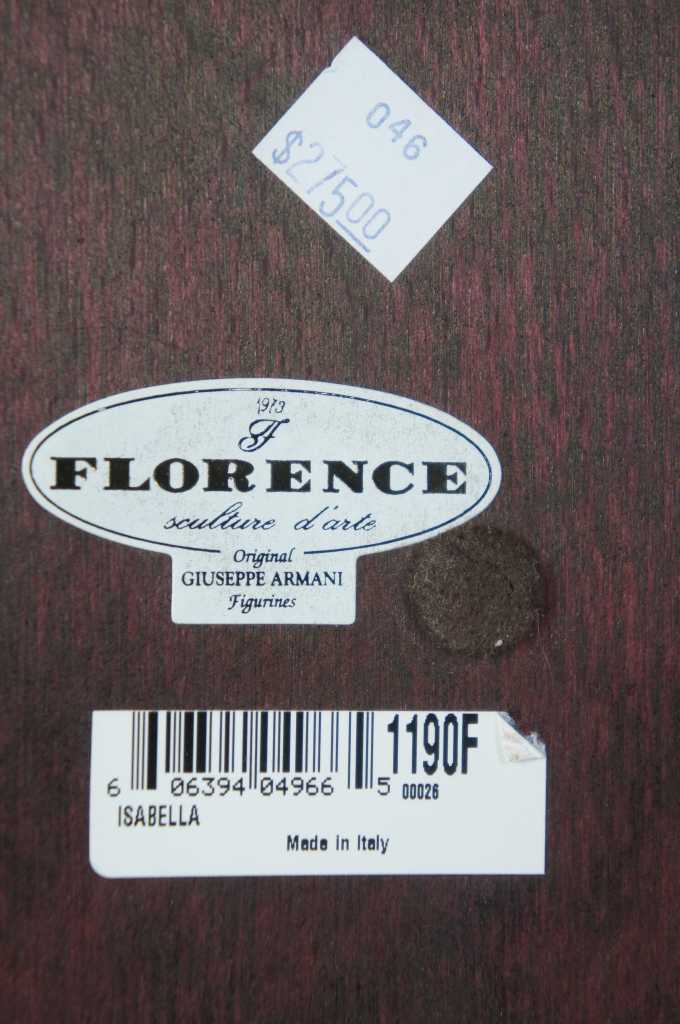 046
$275.00
1973
F
FLORENCE
sculture d'arte
Original
GIUSEPPE ARMANI
Figurines
1190F
6 06394 04966 5 00026
ISABELLA
Made in Italy